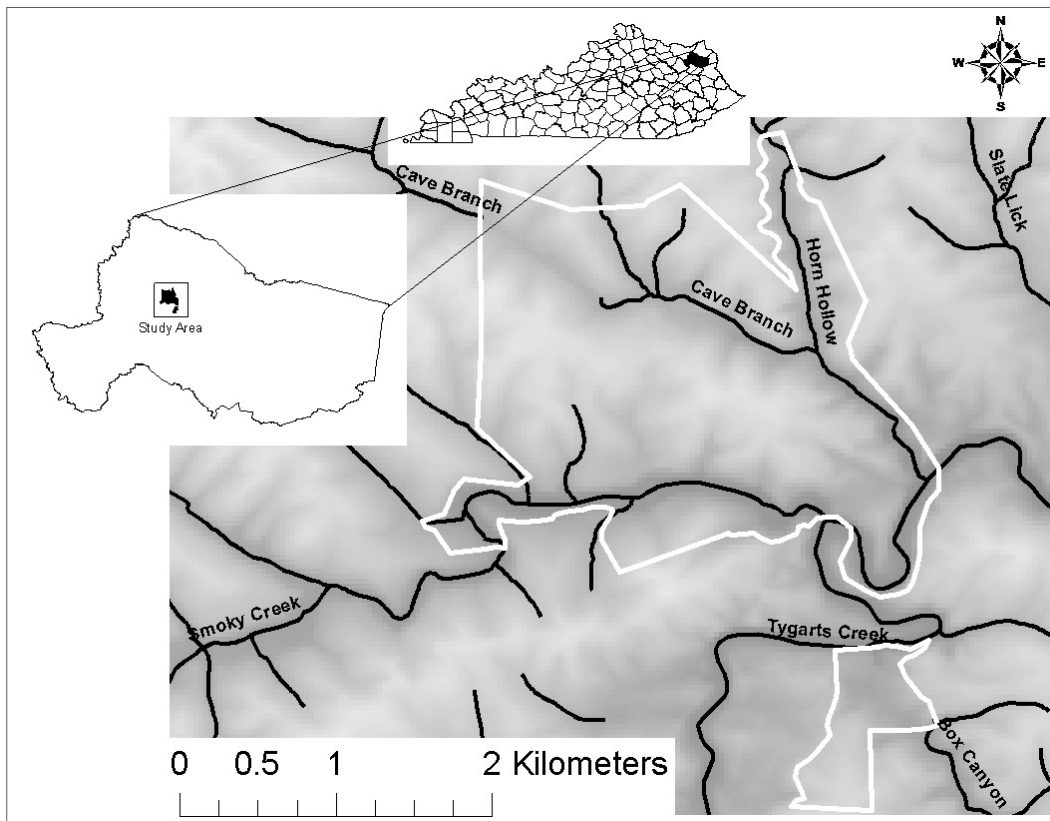 N
W E
S
Cave Branch
Slate Lick
Horn Hollow
Cave Branch
Study Area
Smoky Creek
Tygarts Creek
Box Canyon
0 0.5 1 2 Kilometers